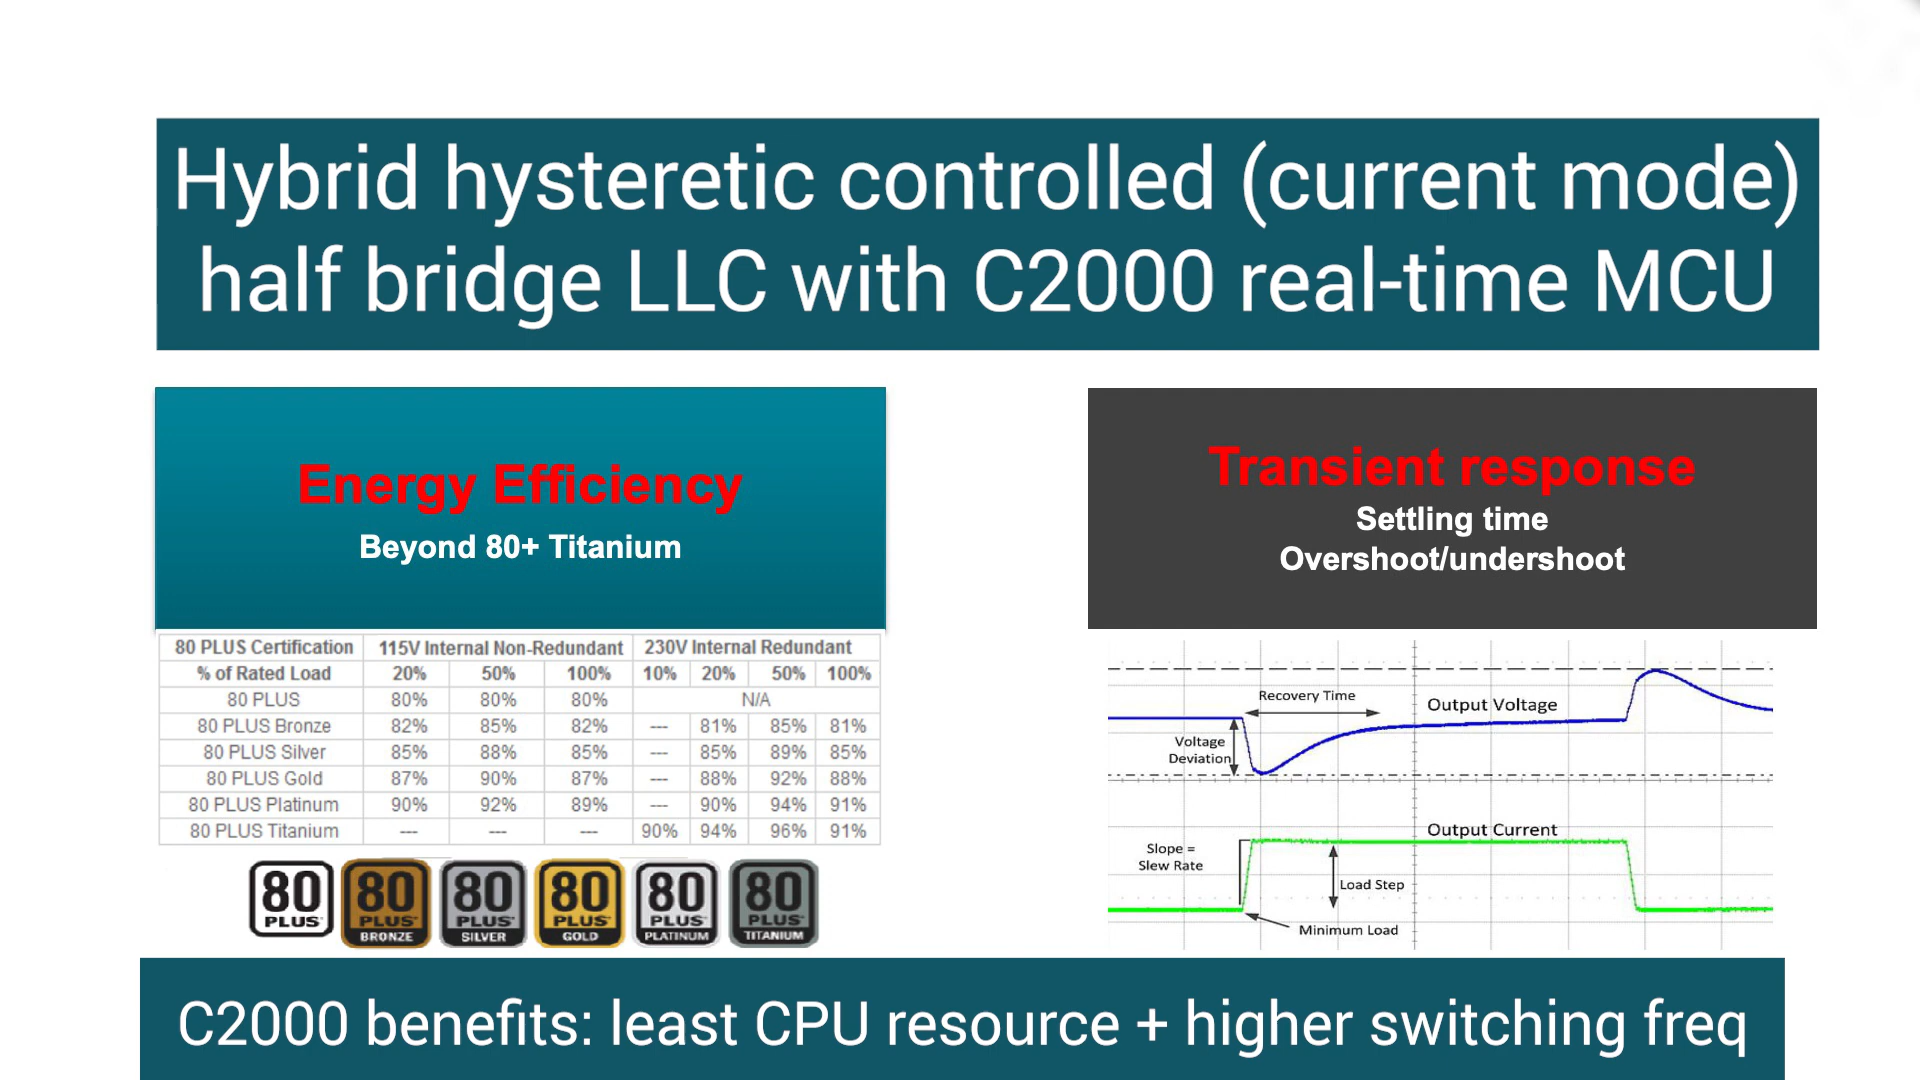 Hybrid hysteretic controlled (current mode)
half bridge LLC with C2000 real-time MCU
Energy Efficiency
Beyond 80+ Titanium
Transient response
Settling time
Overshoot/undershoot
80 PLUS Certification 115V Internal Non-Redundant 230V Internal Redundant
% of Rated Load 20% 50% 100% 10% 20% 50% 100%
80 PLUS 80% 80% 80% N/A
80 PLUS Bronze 82% 85% 82% --- 81% 85% 81%
80 PLUS Silver 85% 88% 85% --- 85% 89% 85%
80 PLUS Gold 87% 90% 87% --- 88% 92% 88%
80 PLUS Platinum 90% 92% 89% --- 90% 94% 91%
80 PLUS Titanium --- --- --- 90% 94% 96% 91%
80 PLUS
80 PLUS BRONZE
80 PLUS SILVER
80 PLUS GOLD
80 PLUS PLATINUM
80 PLUS TITANIUM
Recovery Time
Output Voltage
Voltage
Deviation
Output Current
Slope =
Slew Rate
Load Step
Minimum Load
C2000 benefits: least CPU resource + higher switching freq